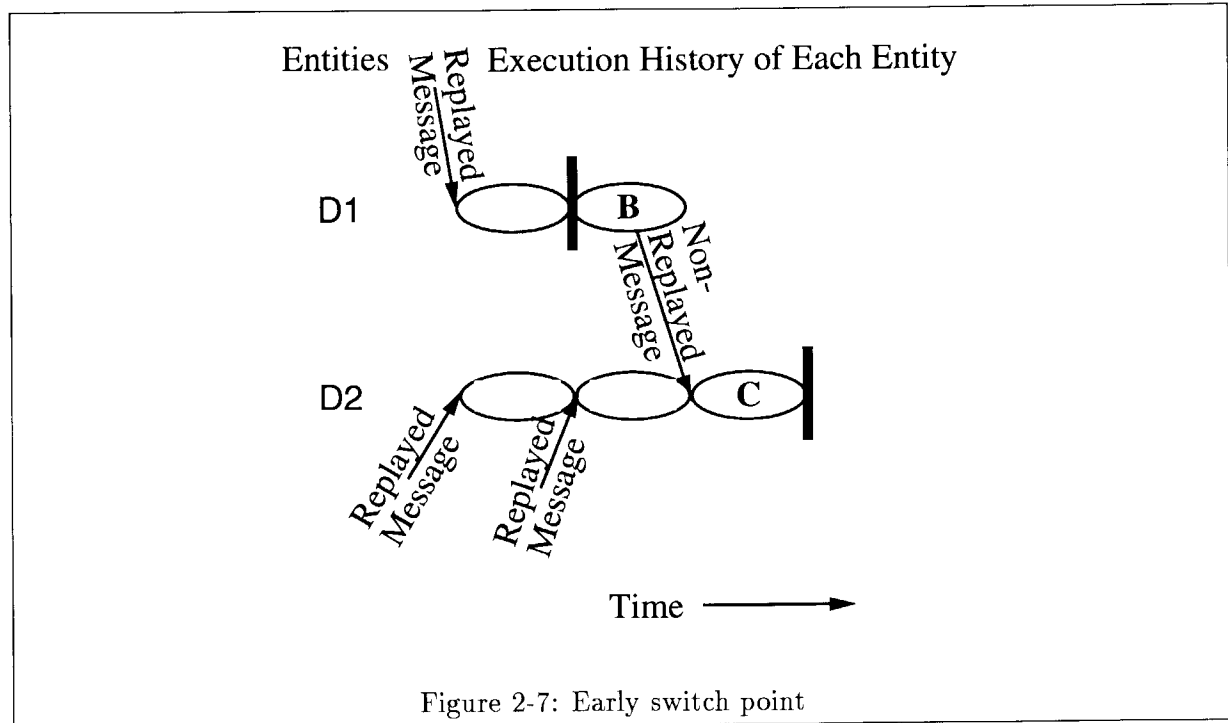 Entities Execution History of Each Entity
Replayed
Message
D1
B
Non-
Replayed
Message
D2
C
Replayed
Message
Replayed
Message
Time
Figure 2-7: Early switch point